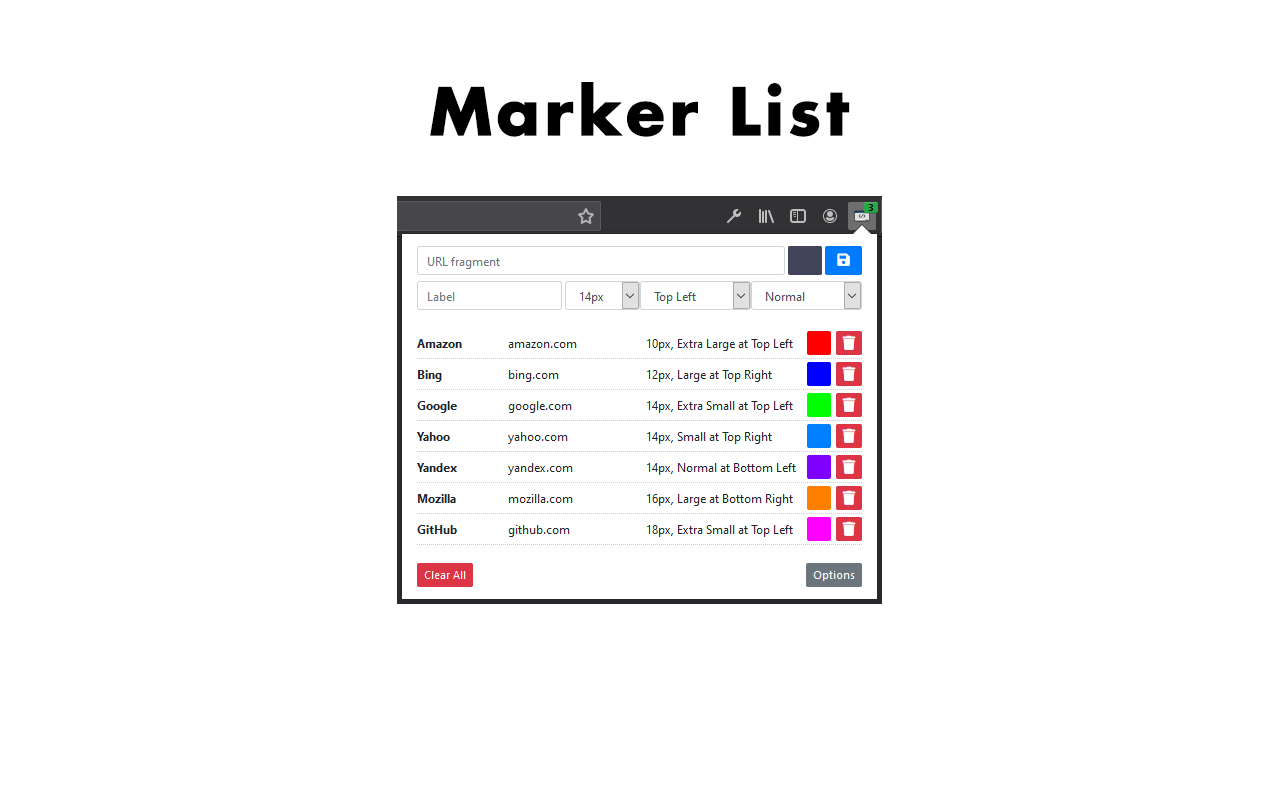 Marker List
3
URL fragment
Label 14px Top Left Normal
Amazon amazon.com 10px, Extra Large at Top Left
Bing bing.com 12px, Large at Top Right
Google google.com 14px, Extra Small at Top Left
Yahoo yahoo.com 14px, Small at Top Right
Yandex yandex.com 14px, Normal at Bottom Left
Mozilla mozilla.com 16px, Large at Bottom Right
GitHub github.com 18px, Extra Small at Top Left
Clear All Options